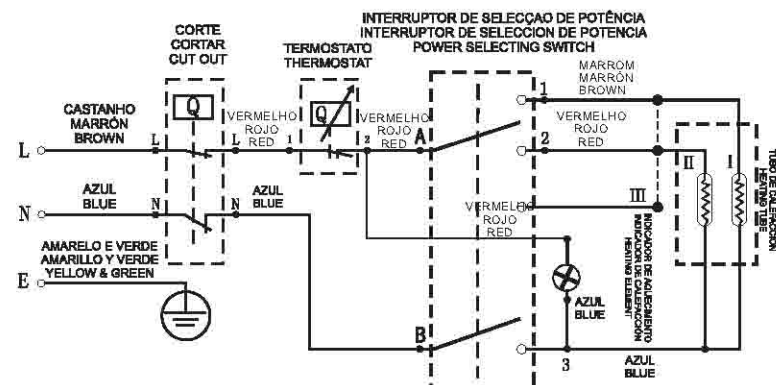 CORTE
CORTAR
CUT OUT
TERMOSTATO
THERMOSTAT
INTERRUPTOR DE SELECÇAO DE POTÊNCIA
INTERRUPTOR DE SELECCION DE POTENCIA
POWER SELECTING SWITCH
Q
Q
CASTANHO
MARRÓN
BROWN
L
L
L
VERMELHO
ROJO
RED
1
2
VERMELHO
ROJO
RED
A
1
MARROM
MARRÓN
BROWN
2
VERMELHO
ROJO
RED
II
I
TUBO DE CALEFACCIÓN
HEATING TUBE
N
AZUL
BLUE
N
N
AZUL
BLUE
VERMELHO
ROJO
RED
III
INDICADOR DE AQUECIMENTO
INDICADOR DE CALEFACCIÓN
HEATING ELEMENT
E
AMARELO E VERDE
AMARILLO Y VERDE
YELLOW & GREEN
AZUL
BLUE
B
3
AZUL
BLUE